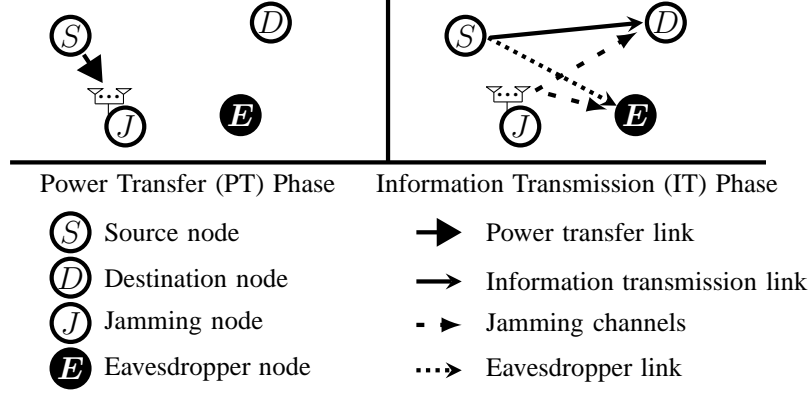 S
D
J
E
S
D
J
E
Power Transfer (PT) Phase
Information Transmission (IT) Phase
S Source node
Power transfer link
D Destination node
Information transmission link
J Jamming node
Jamming channels
E Eavesdropper node
Eavesdropper link